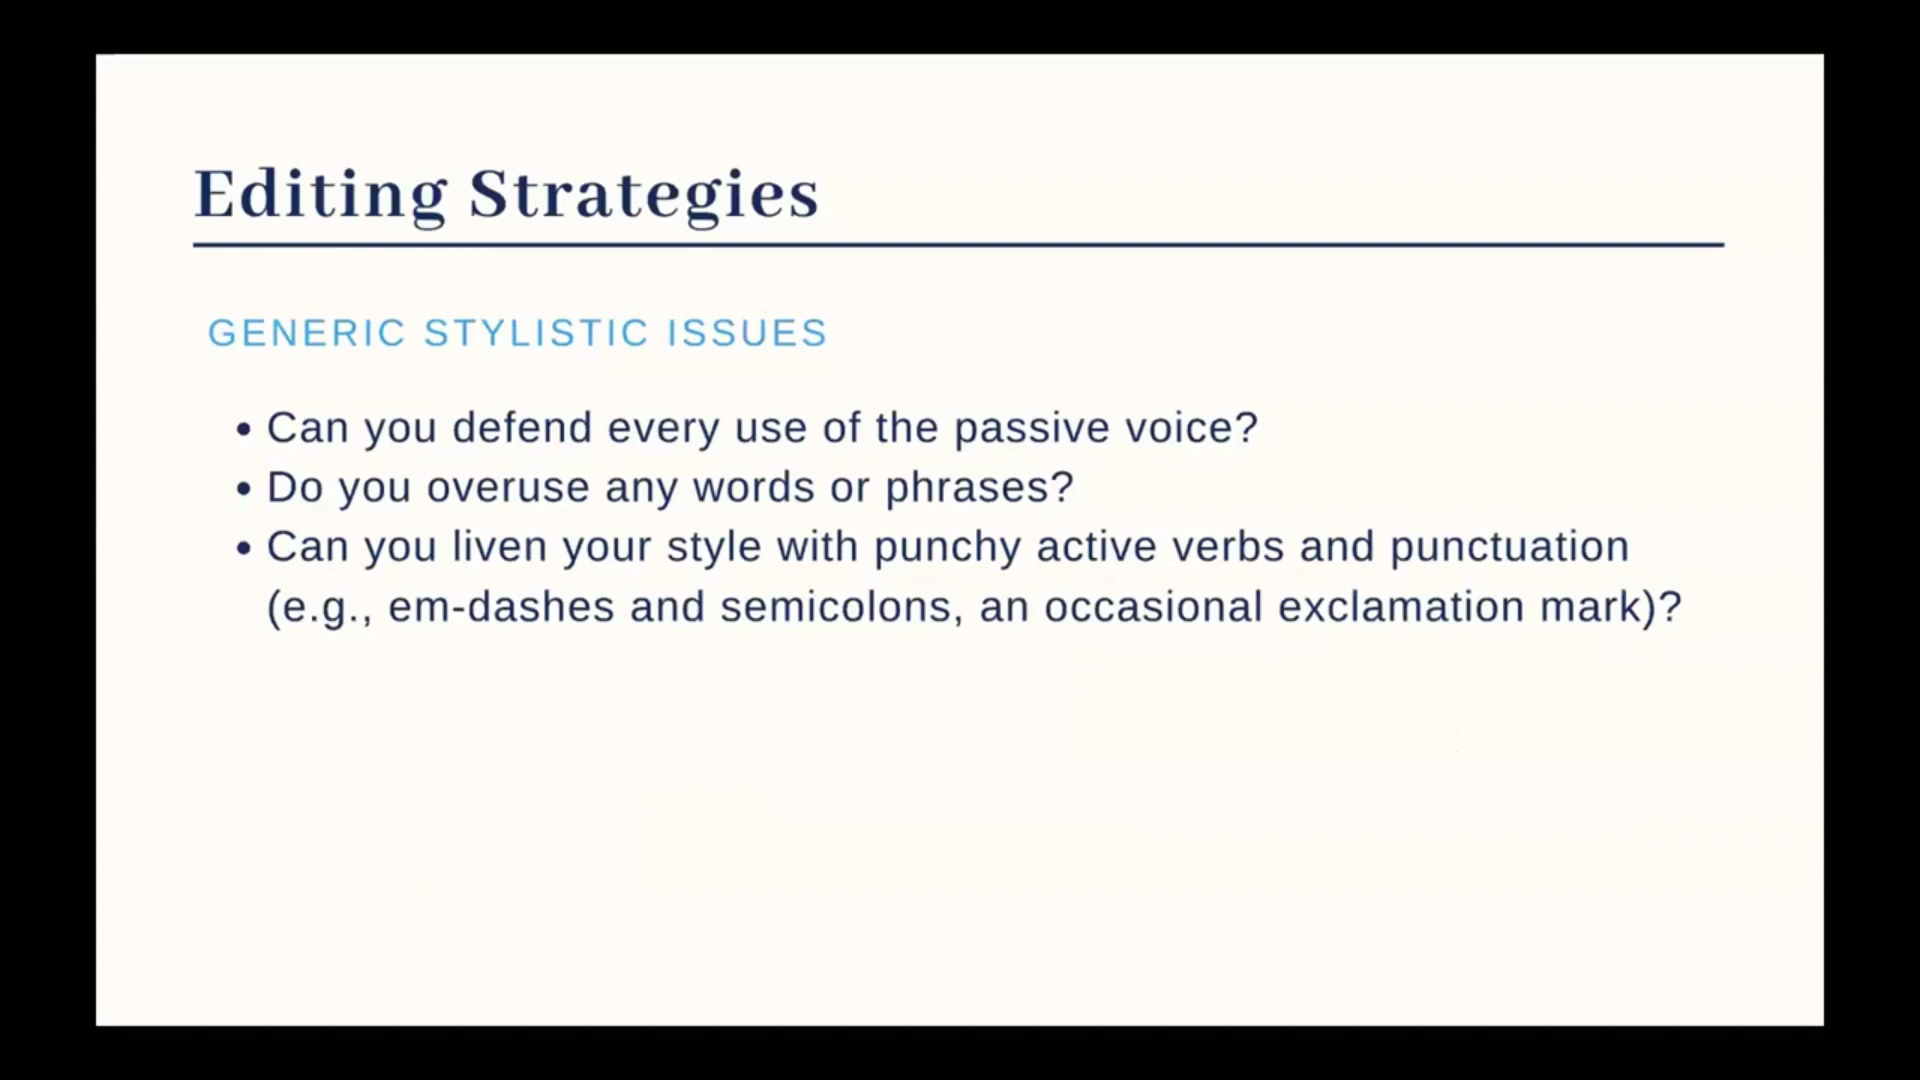 Editing Strategies
GENERIC STYLISTIC ISSUES
• Can you defend every use of the passive voice?
• Do you overuse any words or phrases?
• Can you liven your style with punchy active verbs and punctuation
(e.g., em-dashes and semicolons, an occasional exclamation mark)?